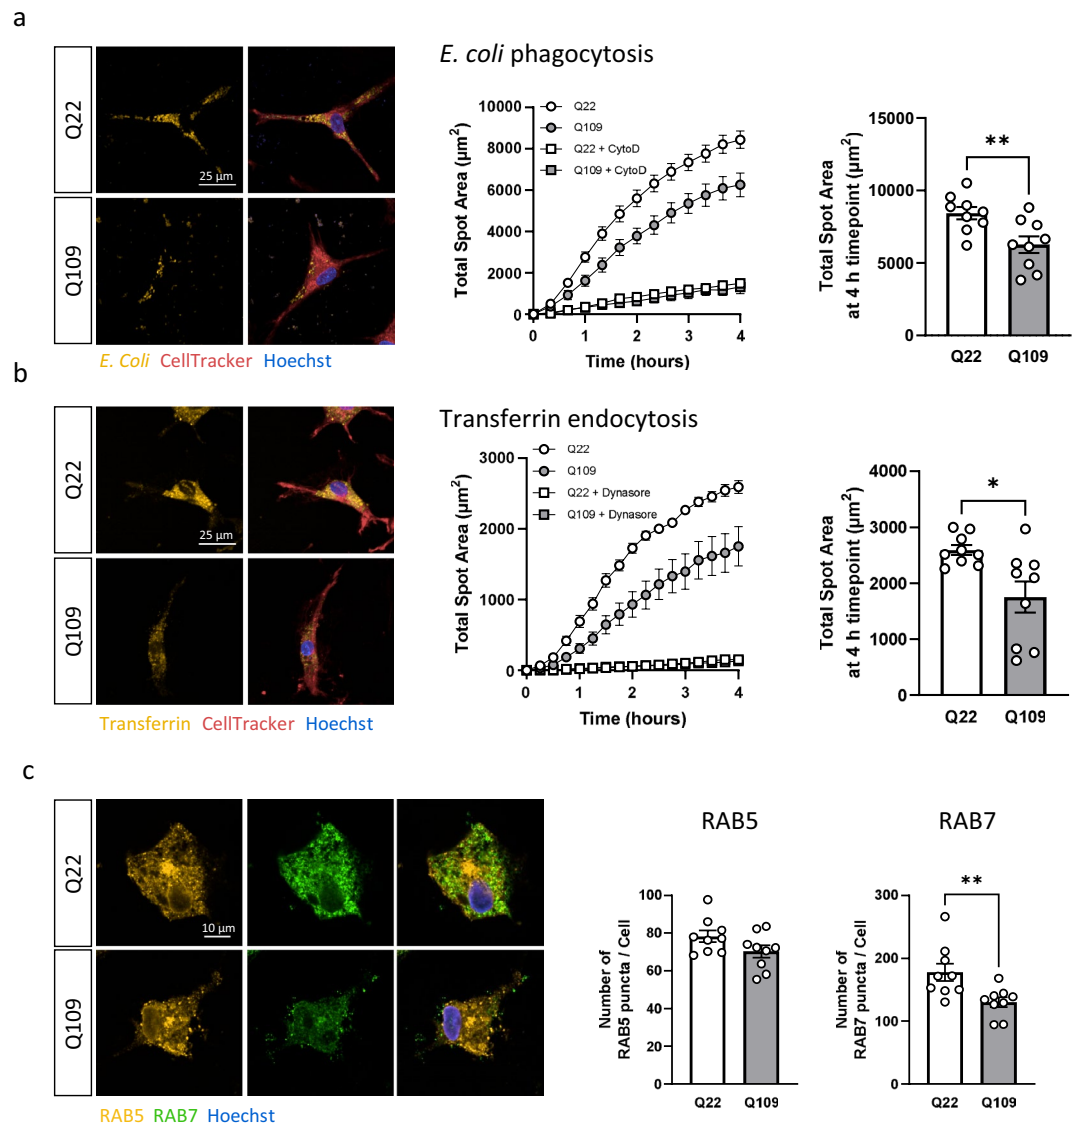 a
Q22
25 µm
Q109
E. Coli CellTracker Hoechst
E. coli phagocytosis
10000
8000
6000
4000
2000
0
Total Spot Area (µm²)
Q22
Q109
Q22 + CytoD
Q109 + CytoD
0 1 2 3 4
Time (hours)
15000
10000
5000
0
Total Spot Area
at 4 h timepoint (µm²)
**
Q22 Q109
b
Q22
25 µm
Q109
Transferrin CellTracker Hoechst
Transferrin endocytosis
3000
2000
1000
0
Total Spot Area (µm²)
Q22
Q109
Q22 + Dynasore
Q109 + Dynasore
0 1 2 3 4
Time (hours)
4000
3000
2000
1000
0
Total Spot Area
at 4 h timepoint (µm²)
*
Q22 Q109
c
Q22
10 µm
Q109
RAB5 RAB7 Hoechst
RAB5
100
80
60
40
20
0
Number of
RAB5 puncta / Cell
Q22 Q109
RAB7
300
200
100
0
Number of
RAB7 puncta / Cell
**
Q22 Q109